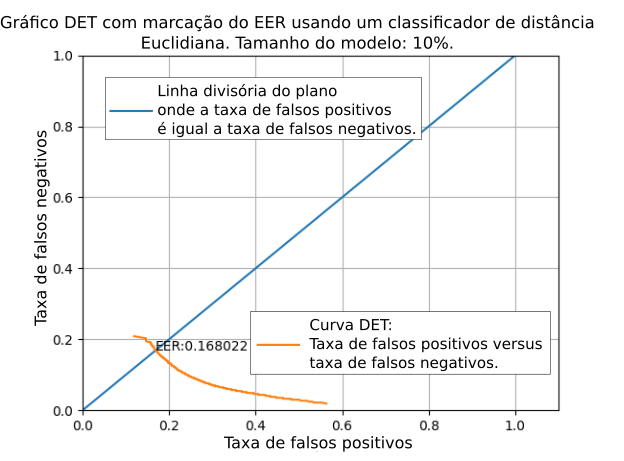 Gráfico DET com marcação do EER usando um classificador de distância
Euclidiana. Tamanho do modelo: 10%.
Linha divisória do plano
onde a taxa de falsos positivos
é igual a taxa de falsos negativos.
Taxa de falsos negativos
1.0
0.8
0.6
0.4
0.2
0.0
EER:0.168022
Curva DET:
Taxa de falsos positivos versus
taxa de falsos negativos.
0.0 0.2 0.4 0.6 0.8 1.0
Taxa de falsos positivos